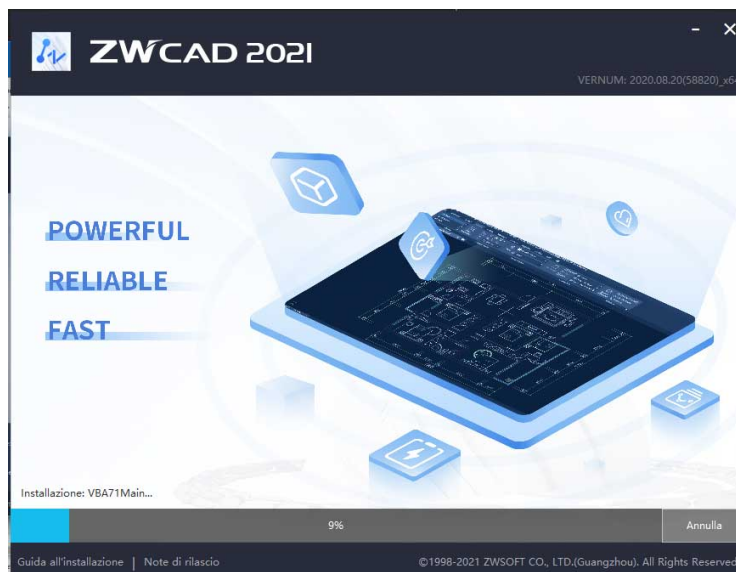 ZWCAD 2021
VERNUM: 2020.08.20(58820)_x64
POWERFUL
RELIABLE
FAST
Installazione: VBA71Main...
9%
Annulla
Guida all'installazione | Note di rilascio
©1998-2021 ZWSOFT CO., LTD.(Guangzhou). All Rights Reserved